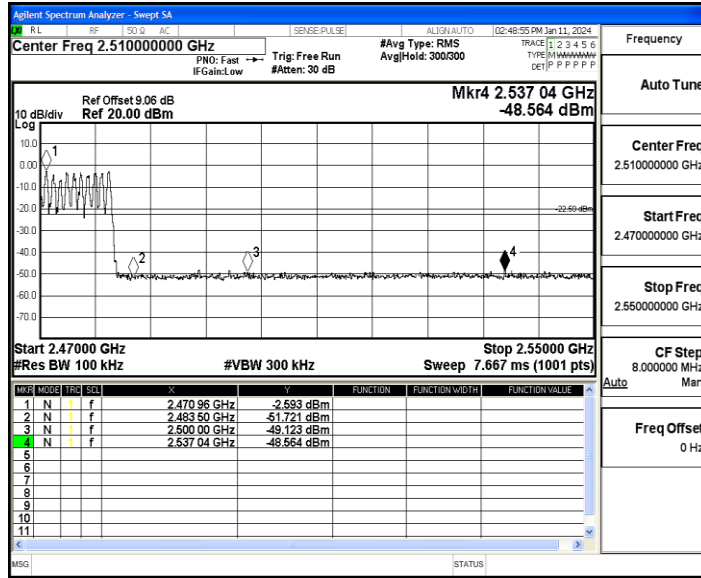 Agilent Spectrum Analyzer - Swept SA
RL RF 50 Ω AC SENSE:PULSE ALIGN AUTO 02:48:55 PM Jan 11, 2024
Center Freq 2.510000000 GHz
PNO: Fast
IFGain:Low
Trig: Free Run
#Atten: 30 dB
#Avg Type: RMS
Avg|Hold: 300/300
TRACE 1 2 3 4 5 6
TYPE MWWWWW
DET P P P P P P
Frequency
Auto Tune
Center Freq
2.510000000 GHz
Start Freq
2.470000000 GHz
Stop Freq
2.550000000 GHz
CF Step
8.000000 MHz
Auto Man
Freq Offset
0 Hz
Ref Offset 9.06 dB
10 dB/div Ref 20.00 dBm
Log
Mkr4 2.537 04 GHz
-48.564 dBm
10.0
0.00
-10.0
-20.0
-30.0
-40.0
-50.0
-60.0
-70.0
1
2
3
4
Start 2.47000 GHz Stop 2.55000 GHz
#Res BW 100 kHz #VBW 300 kHz Sweep 7.667 ms (1001 pts)
MKR MODE TRC SCL X Y FUNCTION FUNCTION WIDTH FUNCTION VALUE
1 N 1 f 2.470 96 GHz -2.593 dBm
2 N 1 f 2.483 50 GHz -51.721 dBm
3 N 1 f 2.500 00 GHz -49.123 dBm
4 N 1 f 2.537 04 GHz -48.564 dBm
5
6
7
8
9
10
11
MSG STATUS